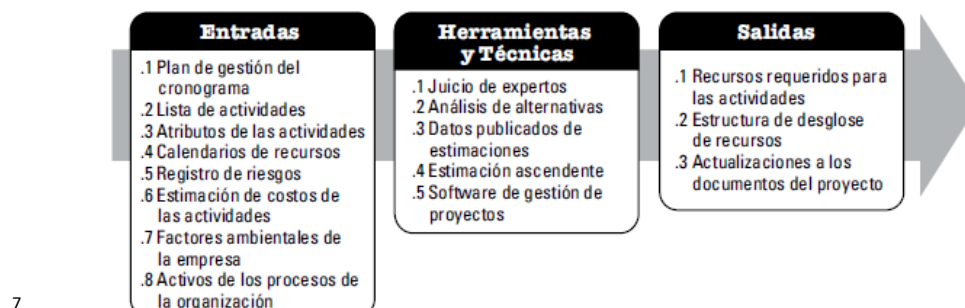 Entradas
.1 Plan de gestión del
cronograma
.2 Lista de actividades
.3 Atributos de las actividades
.4 Calendarios de recursos
.5 Registro de riesgos
.6 Estimación de costos de
las actividades
.7 Factores ambientales de
la empresa
.8 Activos de los procesos de
la organización
Herramientas
y Técnicas
.1 Juicio de expertos
.2 Análisis de alternativas
.3 Datos publicados de
estimaciones
.4 Estimación ascendente
.5 Software de gestión de
proyectos
Salidas
.1 Recursos requeridos para
las actividades
.2 Estructura de desglose
de recursos
.3 Actualizaciones a los
documentos del proyecto
7